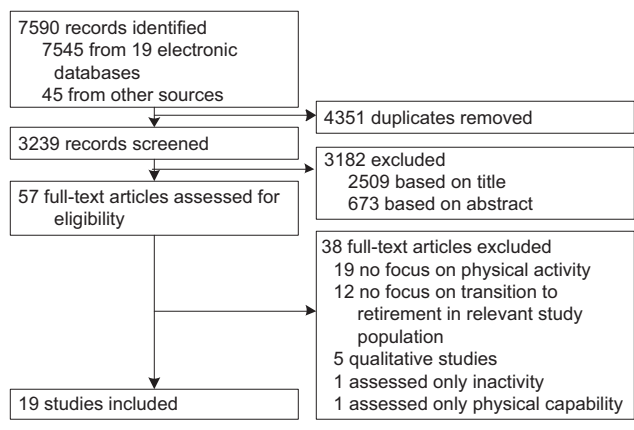 7590 records identified
7545 from 19 electronic
databases
45 from other sources
4351 duplicates removed
3239 records screened
3182 excluded
2509 based on title
673 based on abstract
57 full-text articles assessed for
eligibility
38 full-text articles excluded
19 no focus on physical activity
12 no focus on transition to
retirement in relevant study
population
5 qualitative studies
1 assessed only inactivity
1 assessed only physical capability
19 studies included